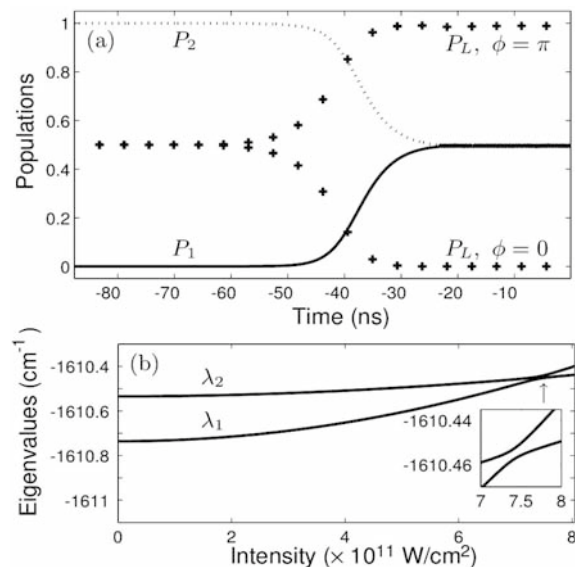 (a)
P₂
P_L, ϕ = π
P₁
P_L, ϕ = 0
Populations
1
0.8
0.6
0.4
0.2
0
-80 -70 -60 -50 -40 -30 -20 -10
Time (ns)
(b)
λ₂
λ₁
Eigenvalues (cm⁻¹)
-1610.4
-1610.6
-1610.8
-1611
↑
-1610.44
-1610.46
7 7.5 8
0 2 4 6 8
Intensity (× 10¹¹ W/cm²)